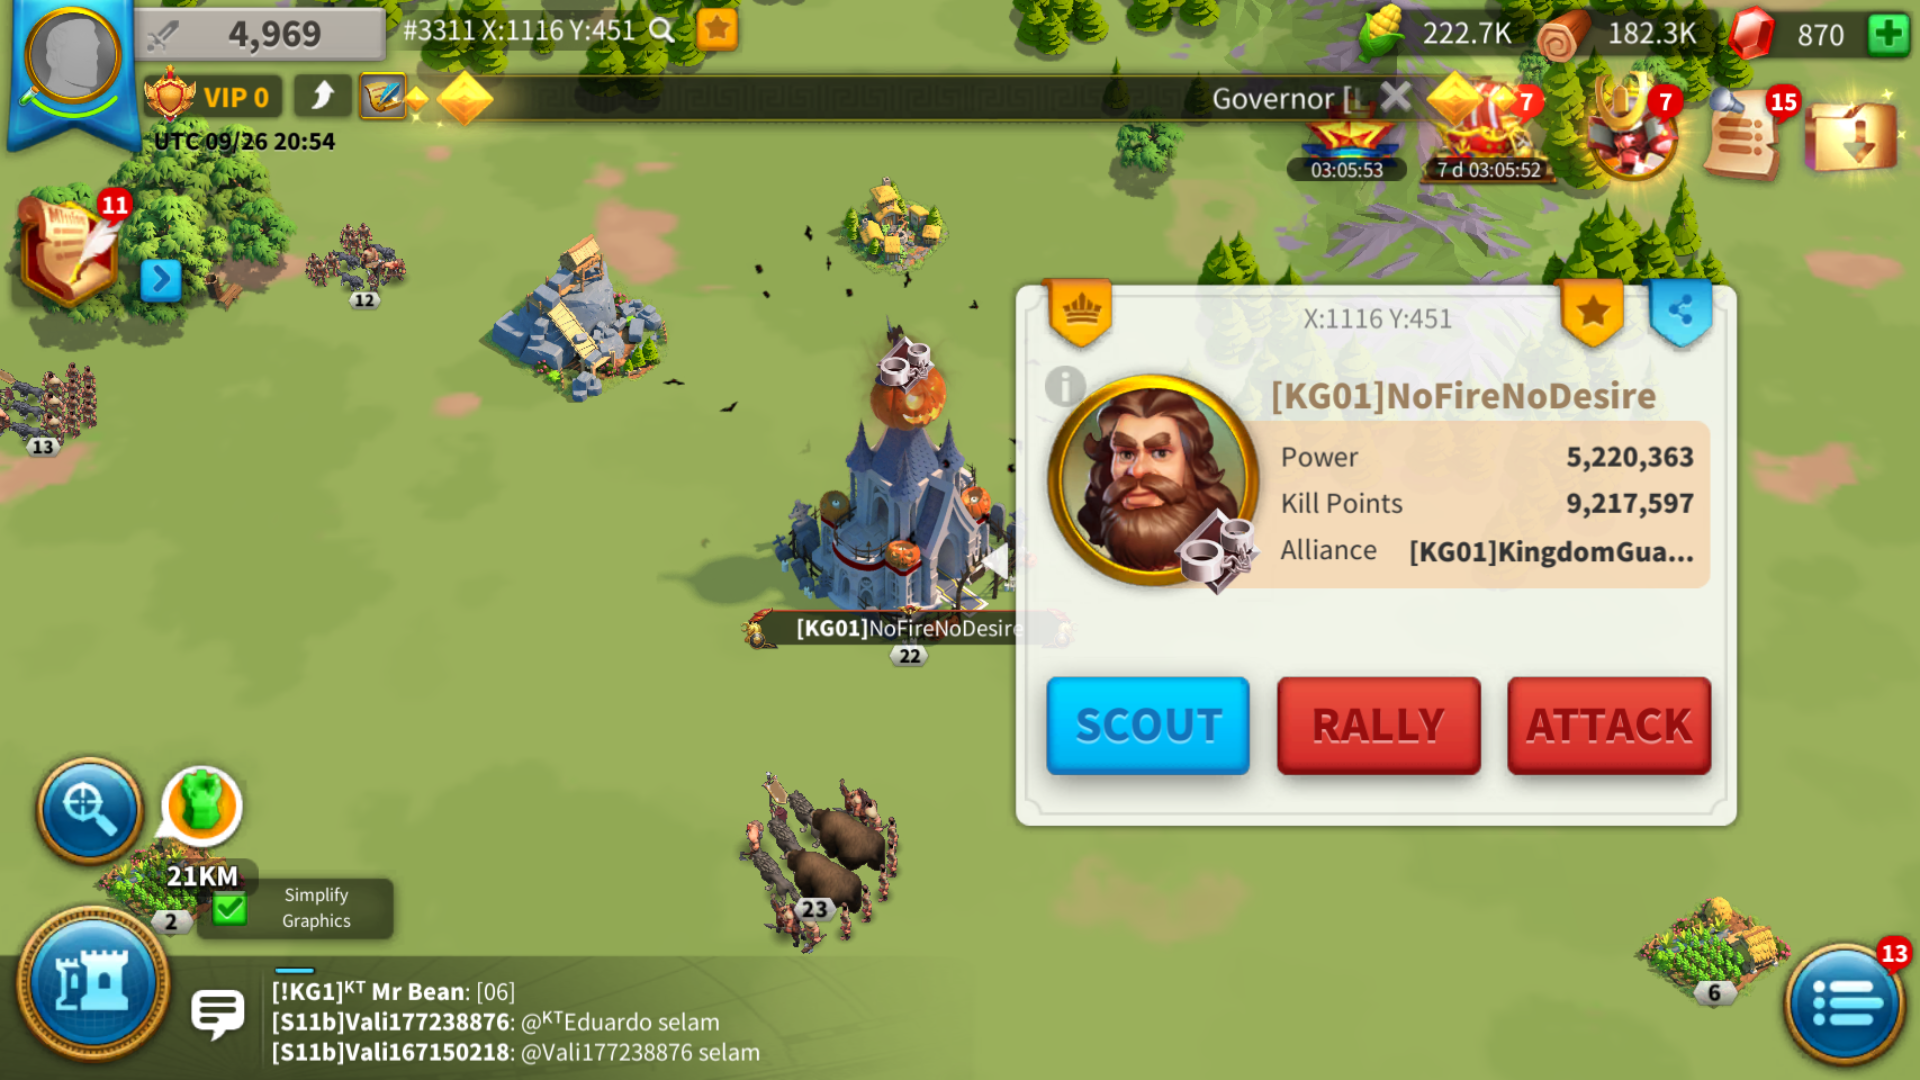 4,969
#3311 X:1116 Y:451
222.7K
182.3K
870
VIP 0
Governor [L
UTC 09/26 20:54
7
7
15
03:05:53
7 d 03:05:52
Mission
11
12
13
X:1116 Y:451
[KG01]NoFireNoDesire
Power 5,220,363
Kill Points 9,217,597
Alliance [KG01]KingdomGua...
[KG01]NoFireNoDesire
22
SCOUT
RALLY
ATTACK
21KM
2
Simplify
Graphics
23
6
13
[!KG1]ᴷᵀ Mr Bean: [06]
[S11b]Vali177238876: @ᴷᵀEduardo selam
[S11b]Vali167150218: @Vali177238876 selam